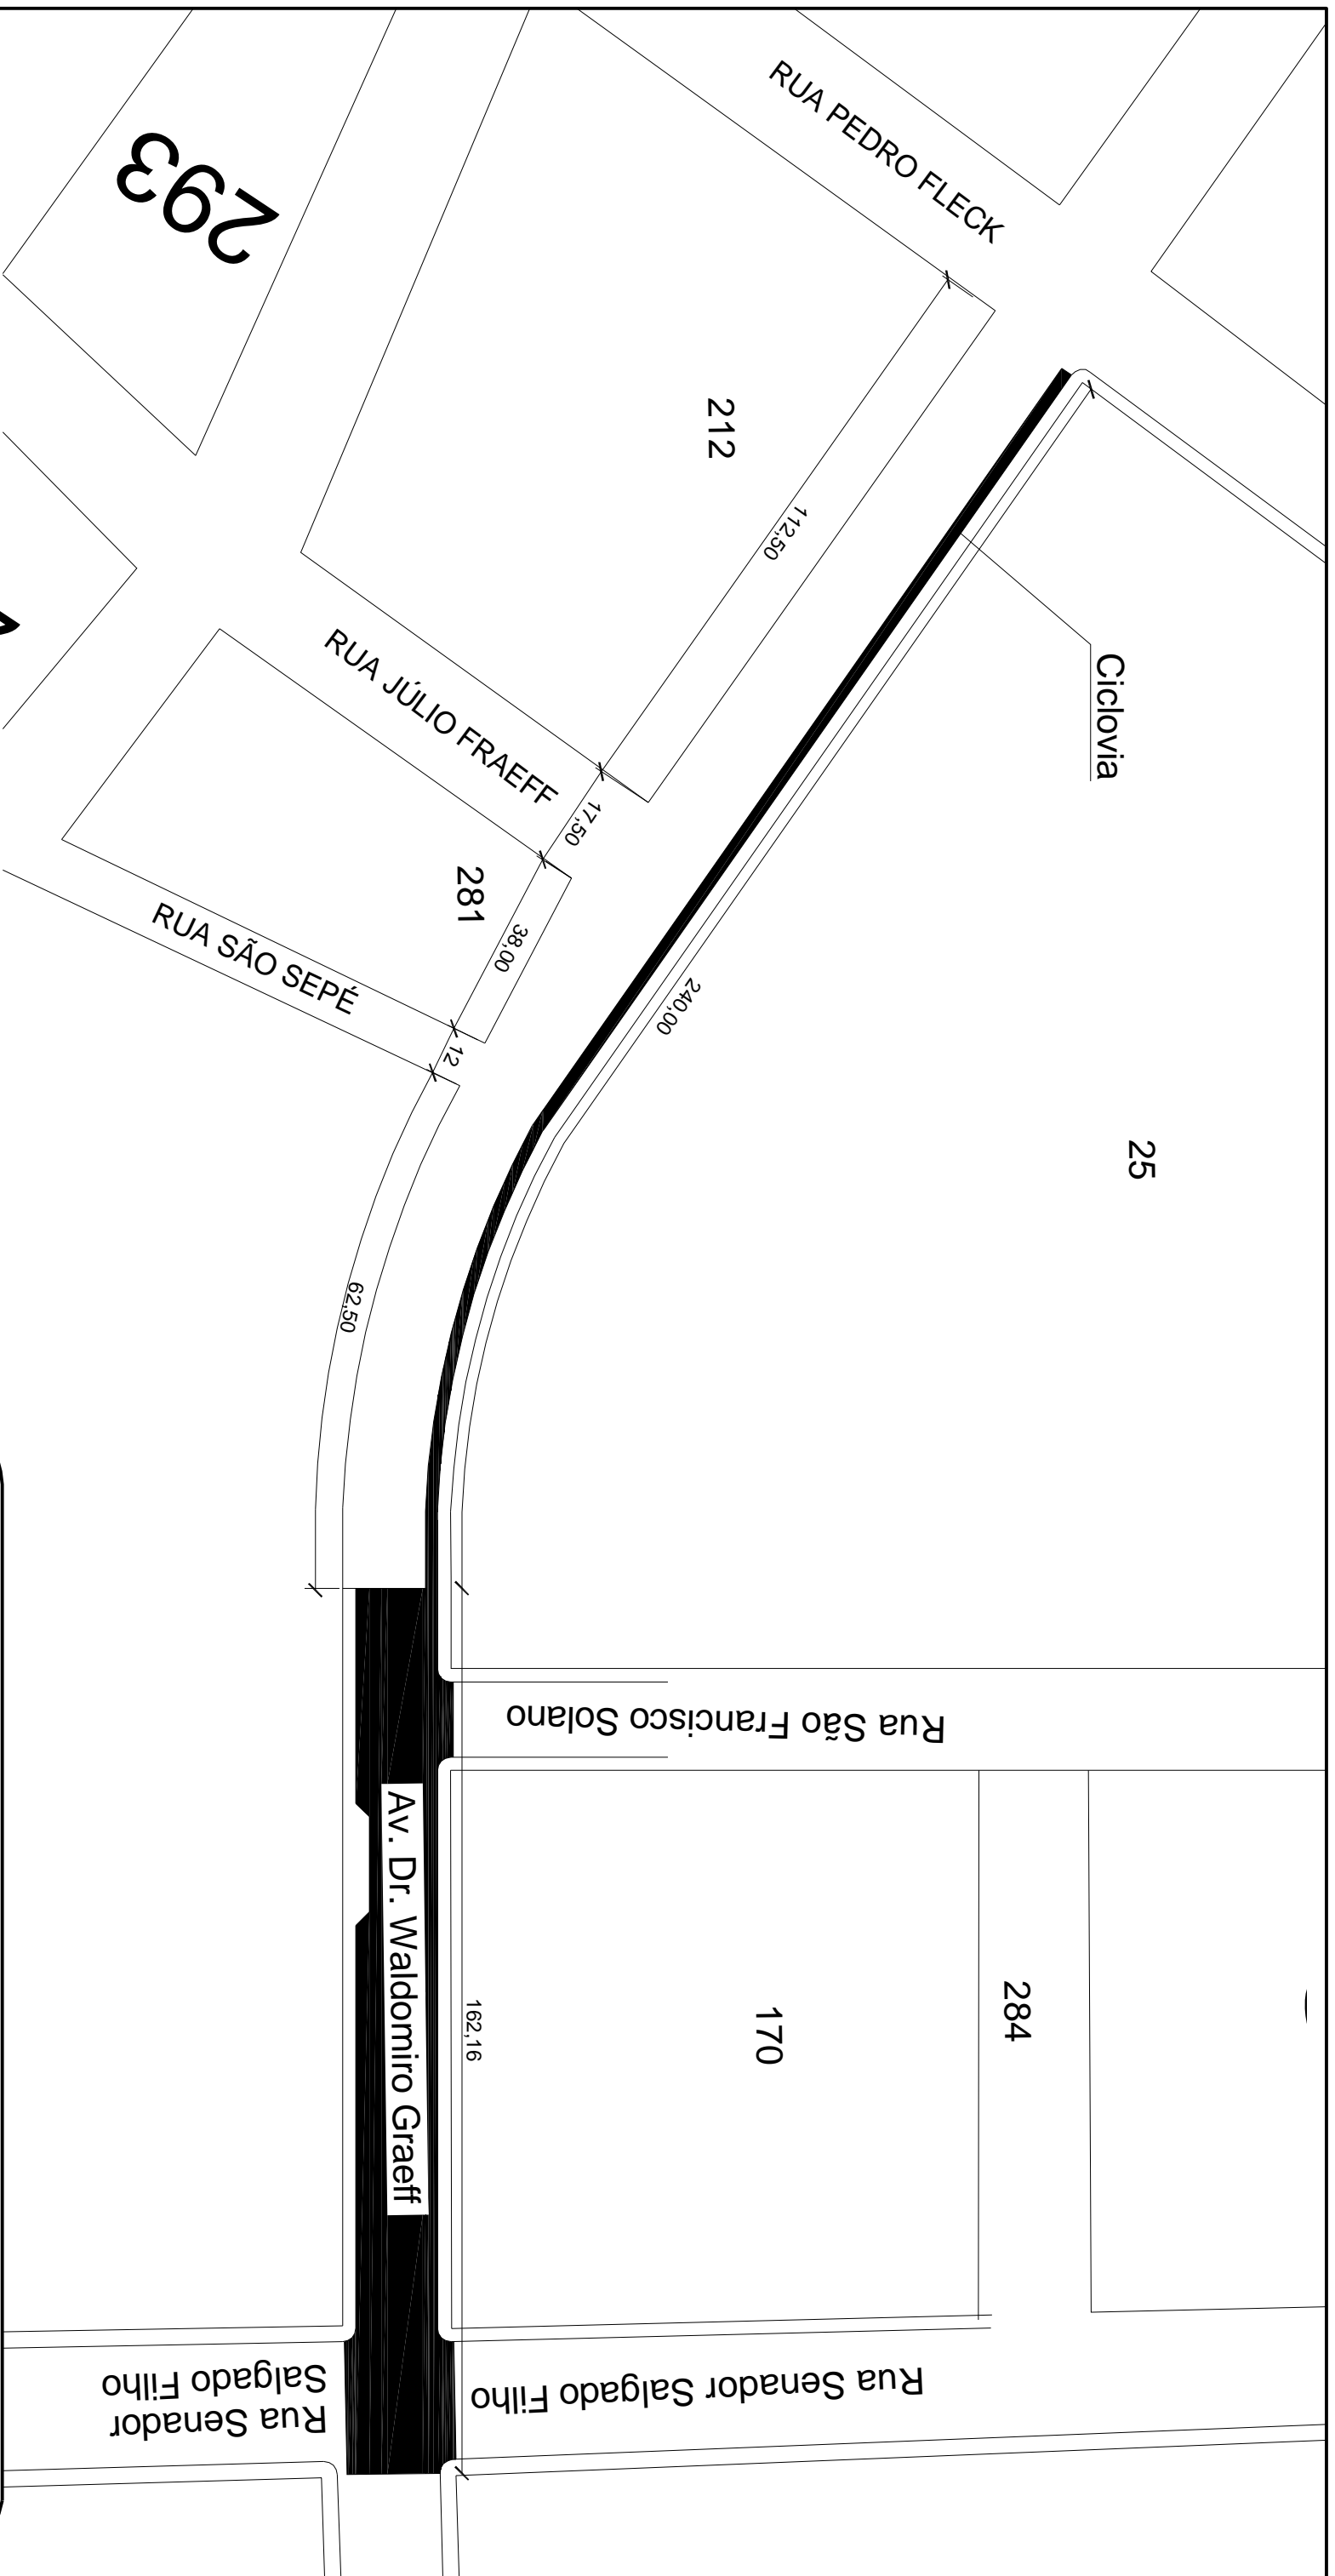 RUA PEDRO FLECK
293
212
112,50
Ciclovia
RUA JÚLIO FRAEFF
17,50
281
38,00
RUA SÃO SEPÉ
12
240,00
25
62,50
Rua São Francisco Solano
Av. Dr. Waldomiro Graeff
162,16
170
284
Rua Senador
Salgado Filho
Rua Senador Salgado Filho